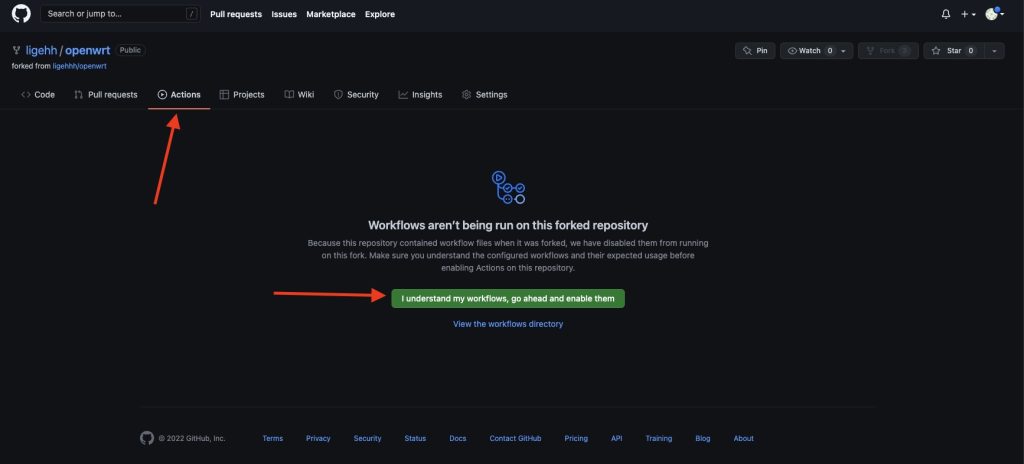 Search or jump to... / Pull requests Issues Marketplace Explore
ligehh / openwrt Public Pin Watch 0 Fork Star 0
forked from ligehhh/openwrt
Code Pull requests Actions Projects Wiki Security Insights Settings
Workflows aren't being run on this forked repository
Because this repository contained workflow files when it was forked, we have disabled them from running
on this fork. Make sure you understand the configured workflows and their expected usage before
enabling Actions on this repository.
I understand my workflows, go ahead and enable them
View the workflows directory
© 2022 GitHub, Inc. Terms Privacy Security Status Docs Contact GitHub Pricing API Training Blog About